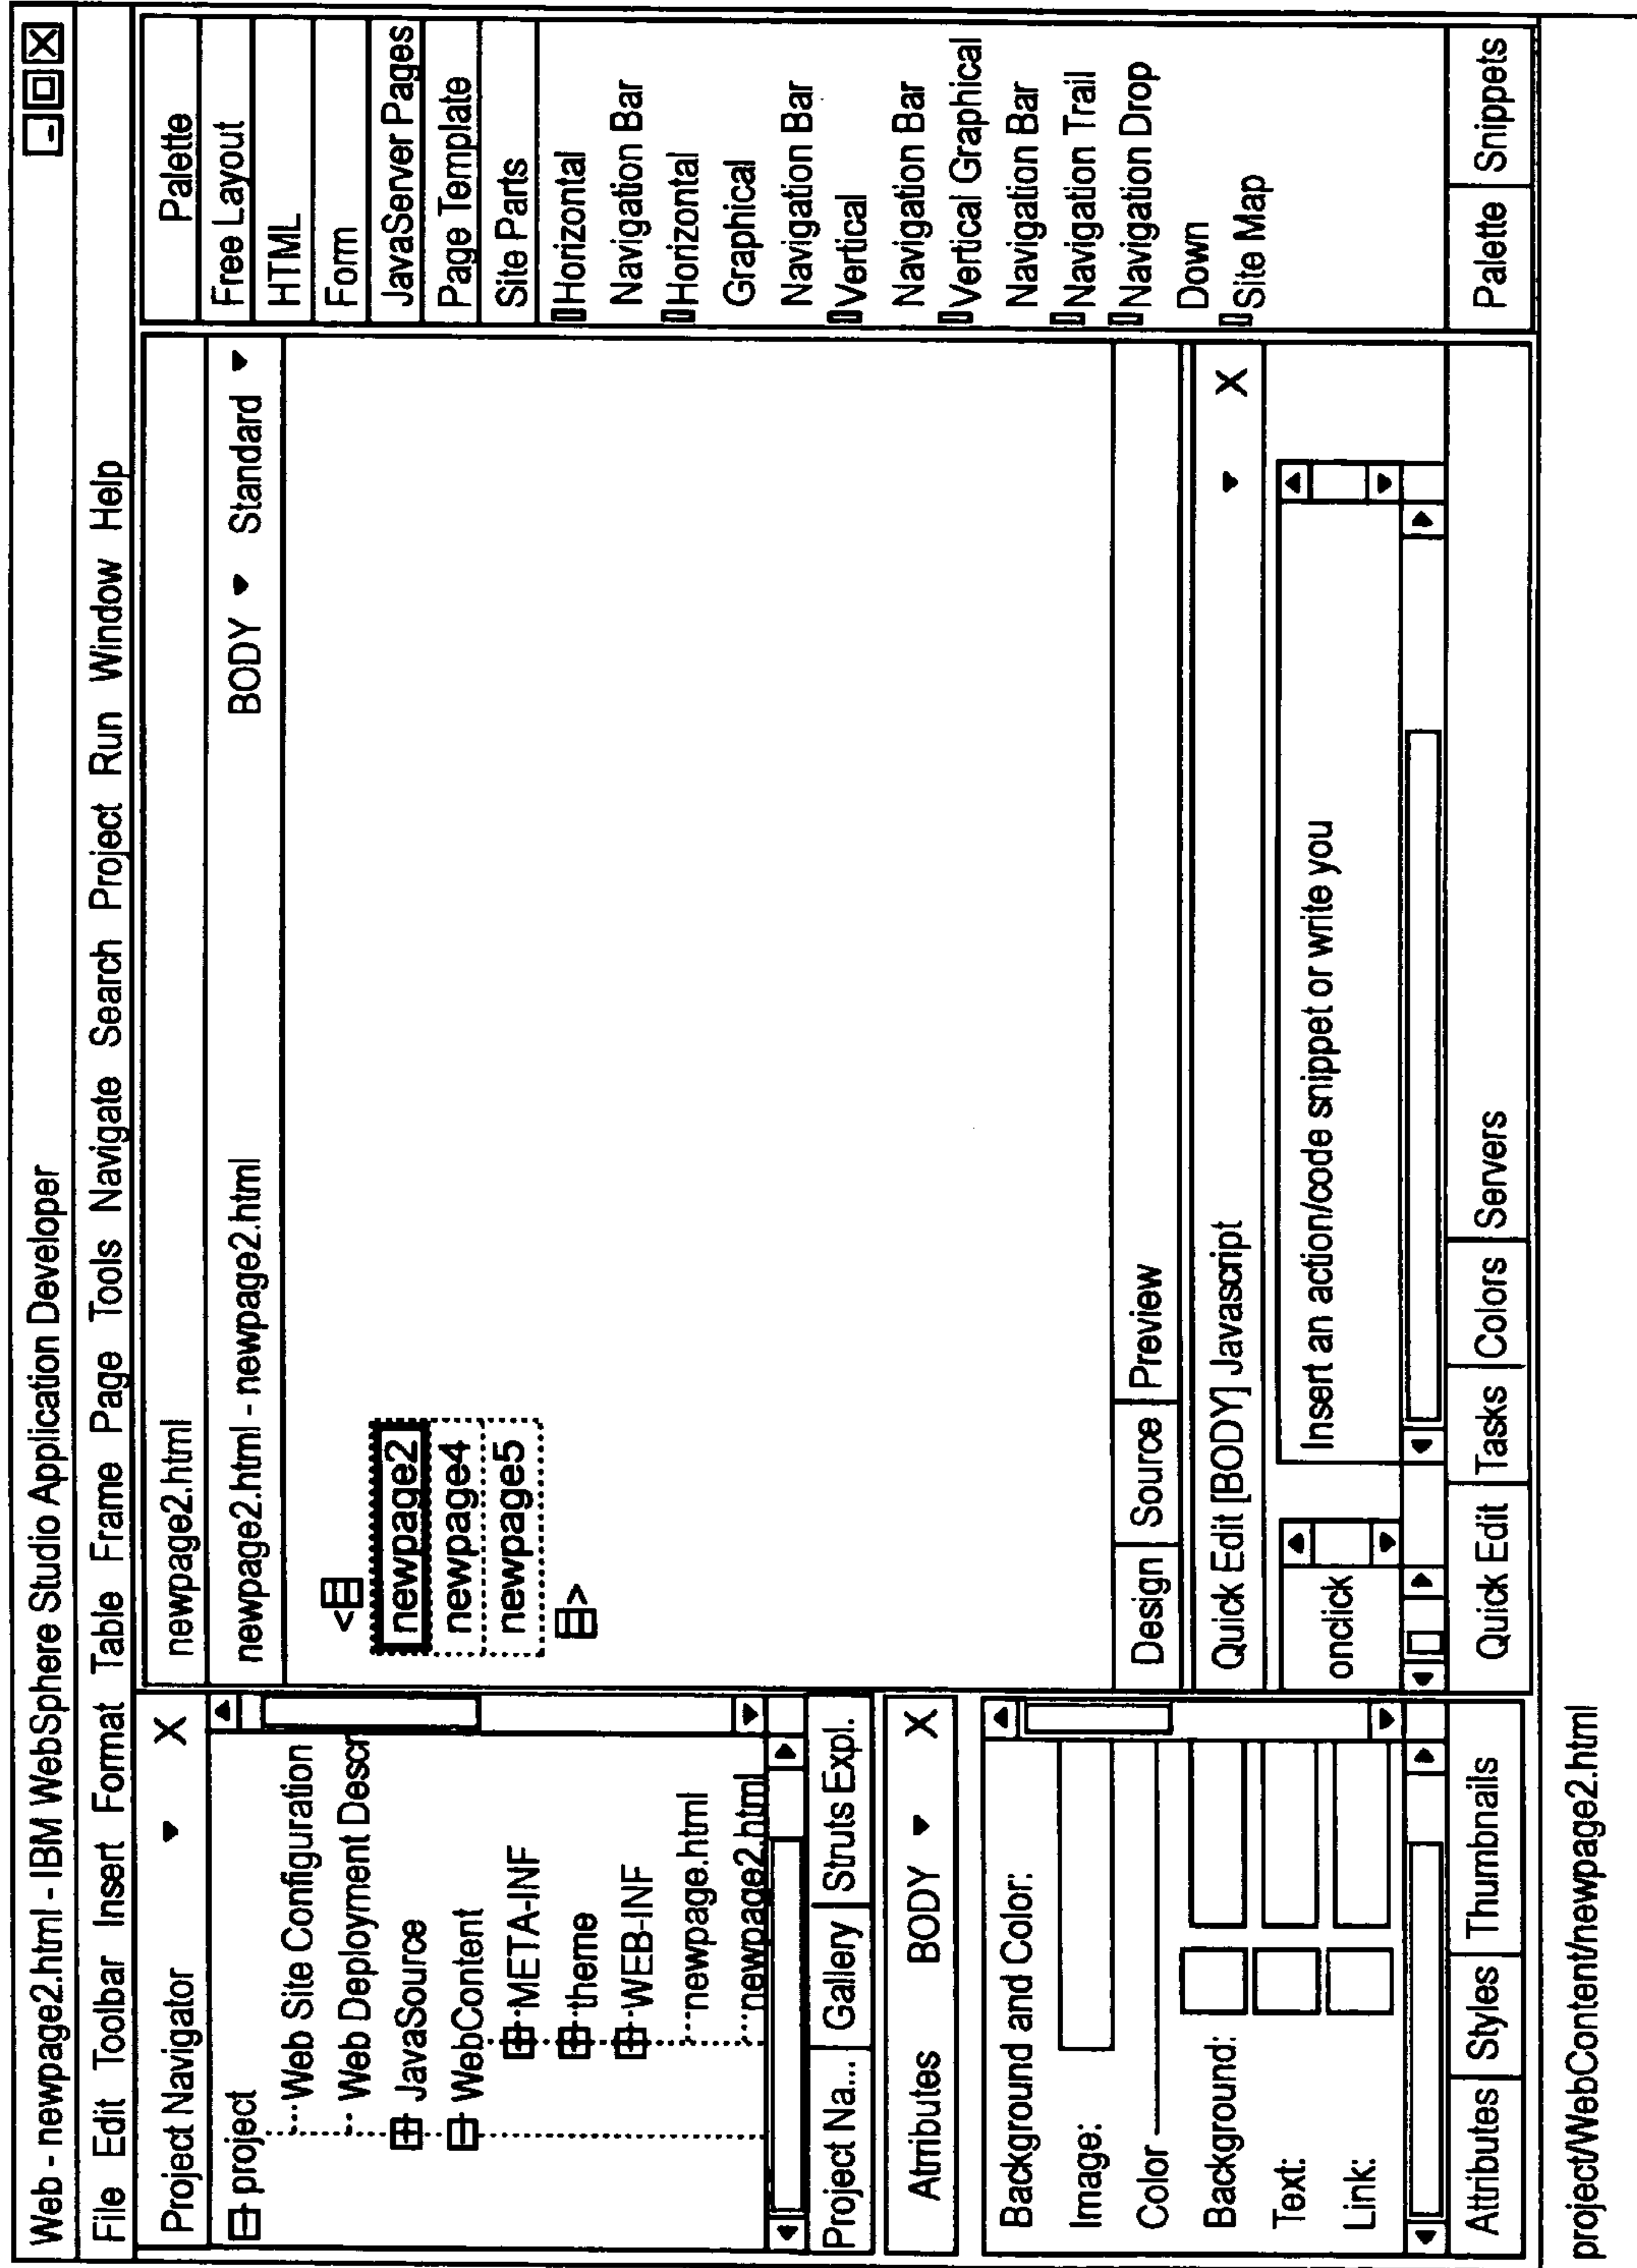 Web - newpage2.html - IBM WebSphere Studio Application Developer
File Edit Toolbar Insert Format Table Frame Page Tools Navigate Search Project Run Window Help
Project Navigator X
project
Web Site Configuration
Web Deployment Descr
JavaSource
WebContent
META-INF
theme
WEB-INF
newpage.html
newpage2.html
Project Na... Gallery Struts Expl.
Attributes BODY X
Background and Color:
Image:
Color
Background:
Text:
Link:
Attributes Styles Thumbnails
newpage2.html
newpage2.html - newpage2.html BODY Standard
<
newpage2
newpage4
newpage5
>
Design Source Preview
Quick Edit [BODY] Javascript X
onclick Insert an action/code snippet or write you
Quick Edit Tasks Colors Servers
Palette
Free Layout
HTML
Form
JavaServer Pages
Page Template
Site Parts
Horizontal
Navigation Bar
Horizontal
Graphical
Navigation Bar
Vertical
Navigation Bar
Vertical Graphical
Navigation Bar
Navigation Trail
Navigation Drop
Down
Site Map
Palette Snippets
project/WebContent/newpage2.html